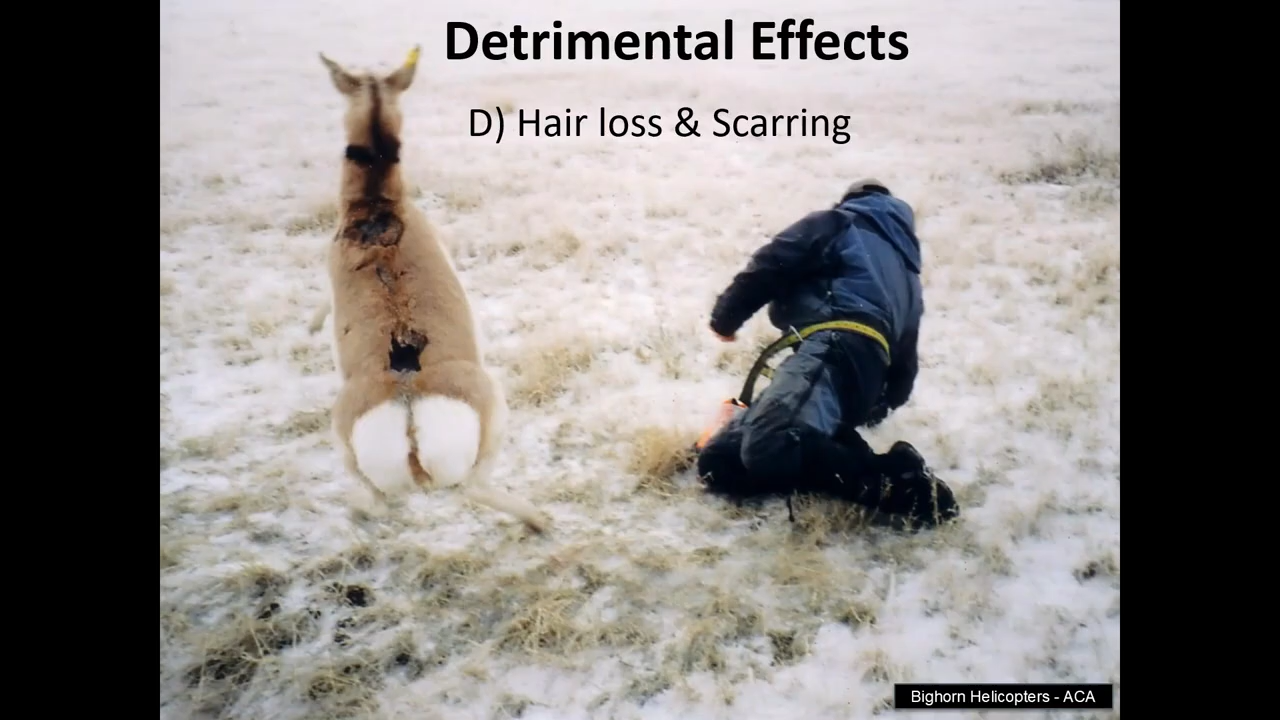 Detrimental Effects
D) Hair loss & Scarring
Bighorn Helicopters - ACA